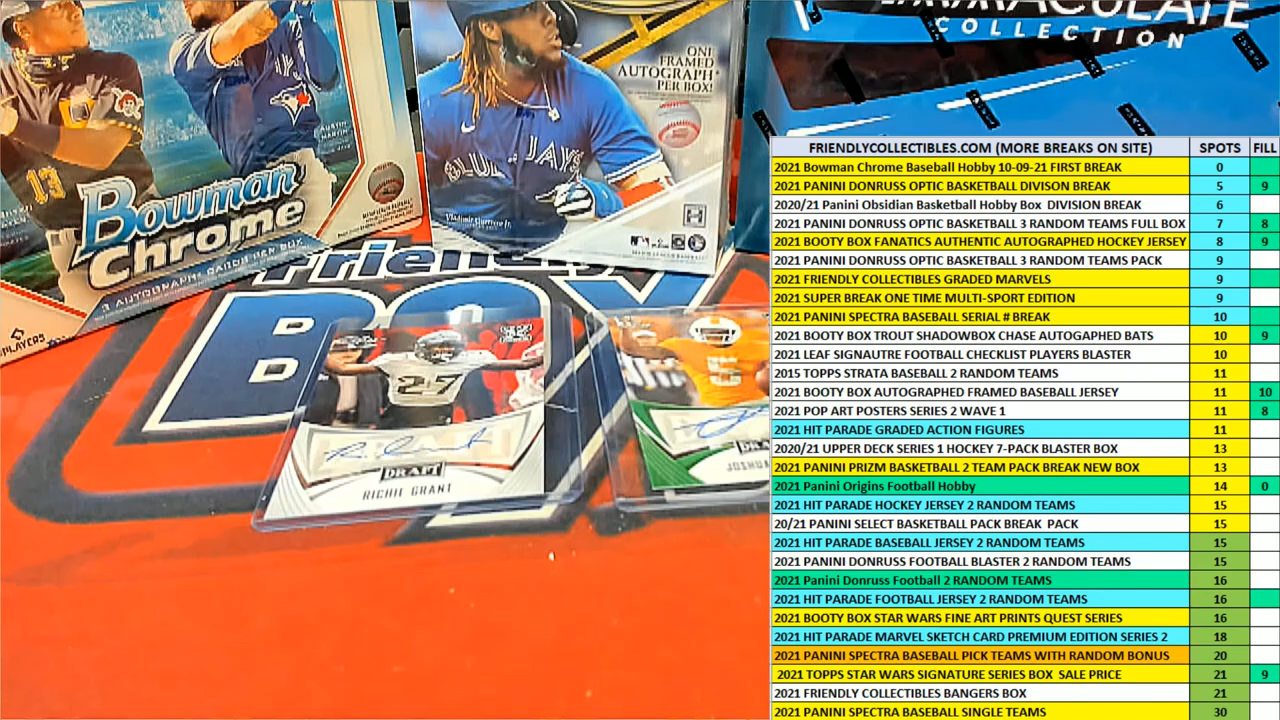 13
Bowman
Chrome
AUSTIN
MARTIN
PLAYERS
ONE
FRAMED
AUTOGRAPH*
PER BOX!
BLUE JAYS
Vladimir Guerrero Jr.
COLLECTION
BOX
27
DRAFT
RICHIE GRANT
5
JOSHUA
FRIENDLYCOLLECTIBLES.COM (MORE BREAKS ON SITE) SPOTS FILL
2021 Bowman Chrome Baseball Hobby 10-09-21 FIRST BREAK 0
2021 PANINI DONRUSS OPTIC BASKETBALL DIVISON BREAK 5 9
2020/21 Panini Obsidian Basketball Hobby Box DIVISION BREAK 6
2021 PANINI DONRUSS OPTIC BASKETBALL 3 RANDOM TEAMS FULL BOX 7 8
2021 BOOTY BOX FANATICS AUTHENTIC AUTOGRAPHED HOCKEY JERSEY 8 9
2021 PANINI DONRUSS OPTIC BASKETBALL 3 RANDOM TEAMS PACK 9
2021 FRIENDLY COLLECTIBLES GRADED MARVELS 9
2021 SUPER BREAK ONE TIME MULTI-SPORT EDITION 9
2021 PANINI SPECTRA BASEBALL SERIAL # BREAK 10
2021 BOOTY BOX TROUT SHADOWBOX CHASE AUTOGAPHED BATS 10 9
2021 LEAF SIGNAUTRE FOOTBALL CHECKLIST PLAYERS BLASTER 10
2015 TOPPS STRATA BASEBALL 2 RANDOM TEAMS 11
2021 BOOTY BOX AUTOGRAPHED FRAMED BASEBALL JERSEY 11 10
2021 POP ART POSTERS SERIES 2 WAVE 1 11 8
2021 HIT PARADE GRADED ACTION FIGURES 11
2020/21 UPPER DECK SERIES 1 HOCKEY 7-PACK BLASTER BOX 13
2021 PANINI PRIZM BASKETBALL 2 TEAM PACK BREAK NEW BOX 13
2021 Panini Origins Football Hobby 14 0
2021 HIT PARADE HOCKEY JERSEY 2 RANDOM TEAMS 15
20/21 PANINI SELECT BASKETBALL PACK BREAK PACK 15
2021 HIT PARADE BASEBALL JERSEY 2 RANDOM TEAMS 15
2021 PANINI DONRUSS FOOTBALL BLASTER 2 RANDOM TEAMS 15
2021 Panini Donruss Football 2 RANDOM TEAMS 16
2021 HIT PARADE FOOTBALL JERSEY 2 RANDOM TEAMS 16
2021 BOOTY BOX STAR WARS FINE ART PRINTS QUEST SERIES 16
2021 HIT PARADE MARVEL SKETCH CARD PREMIUM EDITION SERIES 2 18
2021 PANINI SPECTRA BASEBALL PICK TEAMS WITH RANDOM BONUS 20
2021 TOPPS STAR WARS SIGNATURE SERIES BOX SALE PRICE 21 9
2021 FRIENDLY COLLECTIBLES BANGERS BOX 21
2021 PANINI SPECTRA BASEBALL SINGLE TEAMS 30